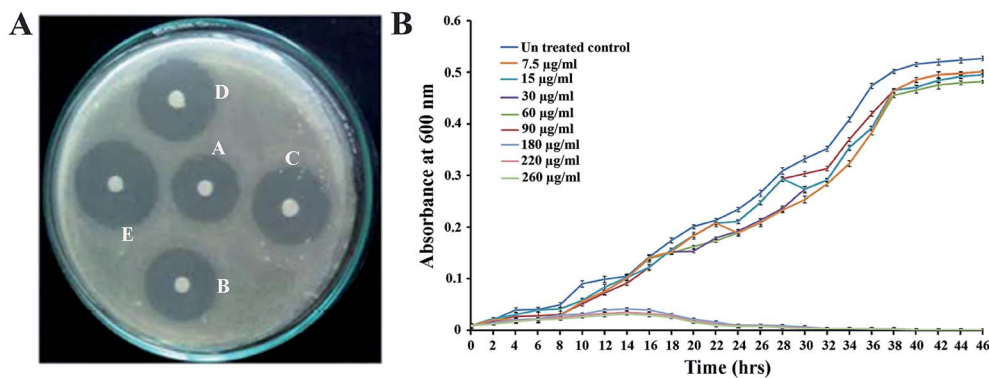 A
D
A
C
E
B
B
Absorbance at 600 nm
0.6
0.5
0.4
0.3
0.2
0.1
0
Un treated control
7.5 µg/ml
15 µg/ml
30 µg/ml
60 µg/ml
90 µg/ml
180 µg/ml
220 µg/ml
260 µg/ml
0 2 4 6 8 10 12 14 16 18 20 22 24 26 28 30 32 34 36 38 40 42 44 46
Time (hrs)